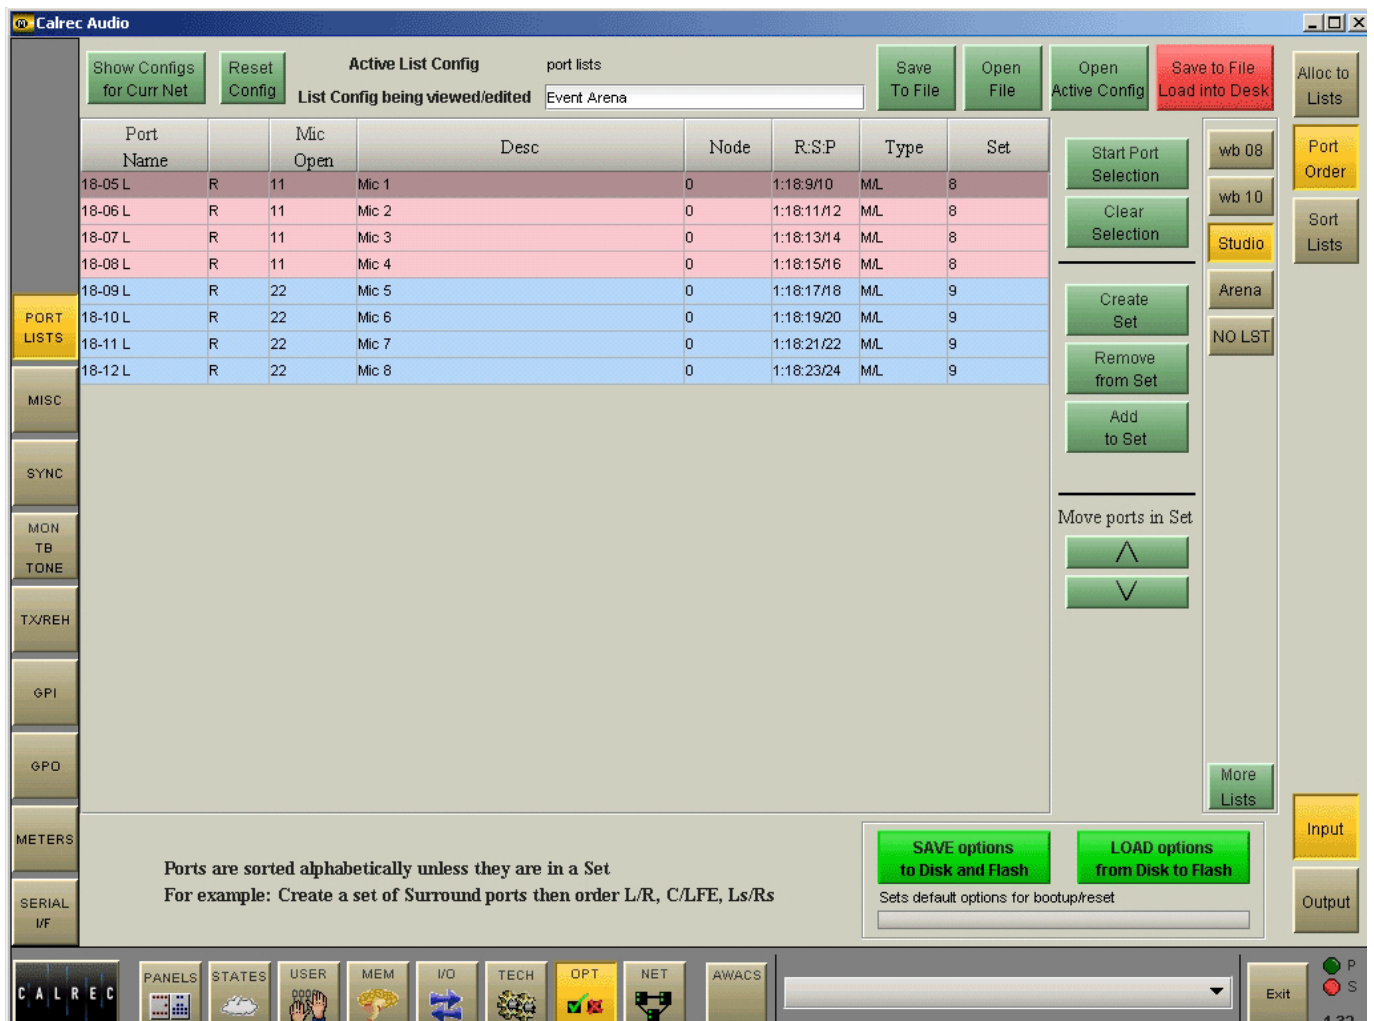 Calrec Audio
Show Configs
for Curr Net
Reset
Config
Active List Config
port lists
List Config being viewed/edited
Event Arena
Save
To File
Open
File
Open
Active Config
Save to File
Load into Desk
Alloc to
Lists
Port
Name
Mic
Open
Desc
Node
R:S:P
Type
Set
18-05 L R 11 Mic 1 0 1:18:9/10 M/L 8
18-06 L R 11 Mic 2 0 1:18:11/12 M/L 8
18-07 L R 11 Mic 3 0 1:18:13/14 M/L 8
18-08 L R 11 Mic 4 0 1:18:15/16 M/L 8
18-09 L R 22 Mic 5 0 1:18:17/18 M/L 9
18-10 L R 22 Mic 6 0 1:18:19/20 M/L 9
18-11 L R 22 Mic 7 0 1:18:21/22 M/L 9
18-12 L R 22 Mic 8 0 1:18:23/24 M/L 9
Start Port
Selection
Clear
Selection
Create
Set
Remove
from Set
Add
to Set
Move ports in Set
wb 08
wb 10
Studio
Arena
NO LST
More
Lists
Port
Order
Sort
Lists
Input
Output
PORT
LISTS
MISC
SYNC
MON
TB
TONE
TX/REH
GPI
GPO
METERS
SERIAL
I/F
Ports are sorted alphabetically unless they are in a Set
For example: Create a set of Surround ports then order L/R, C/LFE, Ls/Rs
SAVE options
to Disk and Flash
LOAD options
from Disk to Flash
Sets default options for bootup/reset
CALREC
PANELS
STATES
USER
MEM
I/O
TECH
OPT
NET
AWACS
Exit
P
S